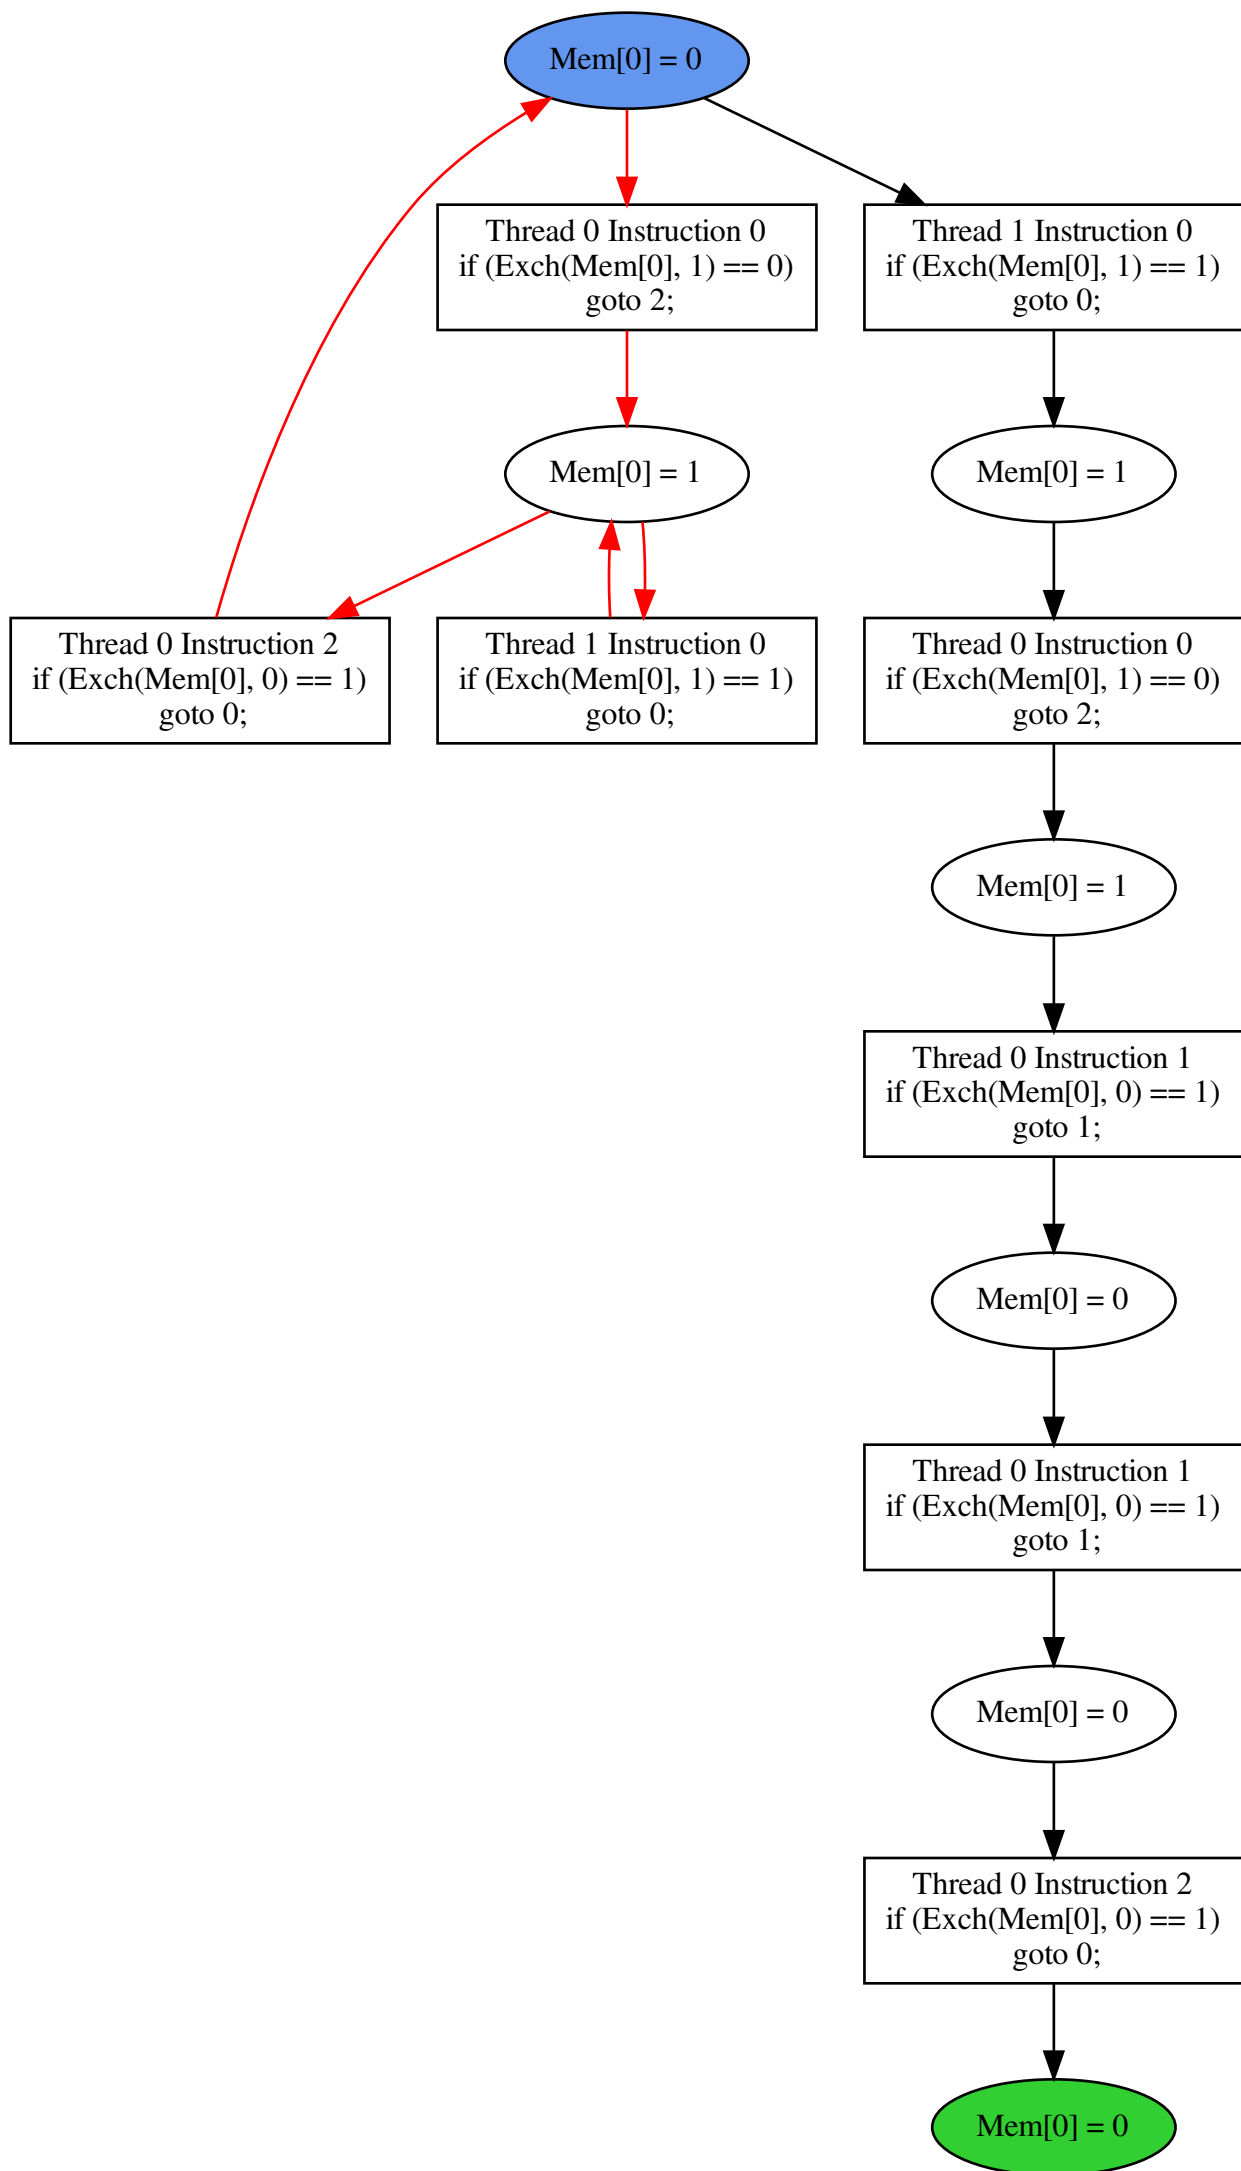 Mem[0] = 0
Thread 0 Instruction 0
if (Exch(Mem[0], 1) == 0)
goto 2;
Thread 1 Instruction 0
if (Exch(Mem[0], 1) == 1)
goto 0;
Mem[0] = 1
Mem[0] = 1
Thread 0 Instruction 2
if (Exch(Mem[0], 0) == 1)
goto 0;
Thread 1 Instruction 0
if (Exch(Mem[0], 1) == 1)
goto 0;
Thread 0 Instruction 0
if (Exch(Mem[0], 1) == 0)
goto 2;
Mem[0] = 1
Thread 0 Instruction 1
if (Exch(Mem[0], 0) == 1)
goto 1;
Mem[0] = 0
Thread 0 Instruction 1
if (Exch(Mem[0], 0) == 1)
goto 1;
Mem[0] = 0
Thread 0 Instruction 2
if (Exch(Mem[0], 0) == 1)
goto 0;
Mem[0] = 0